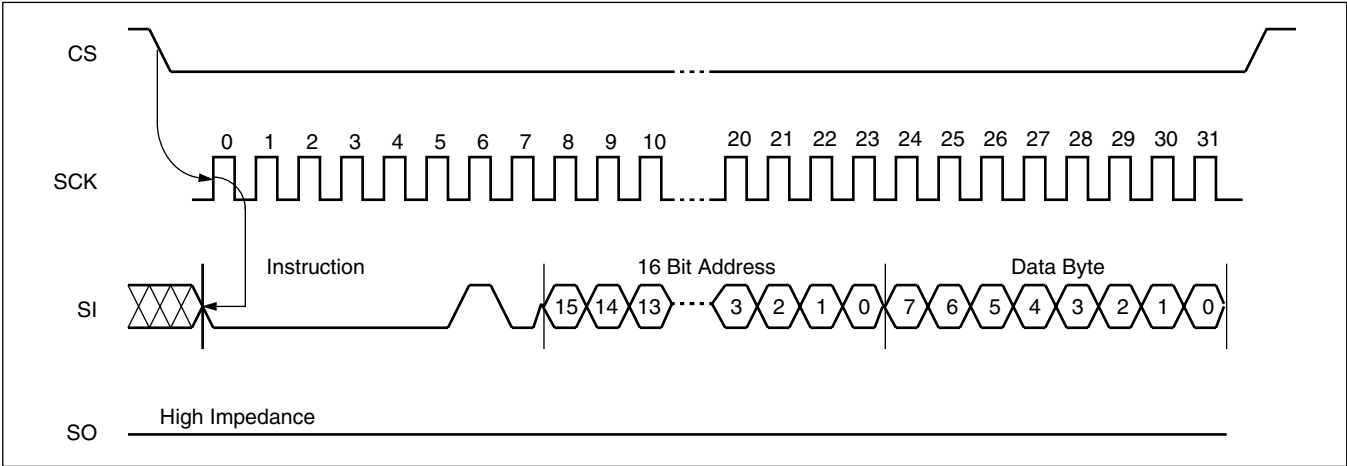 CS
0 1 2 3 4 5 6 7 8 9 10 20 21 22 23 24 25 26 27 28 29 30 31
SCK
Instruction 16 Bit Address Data Byte
SI 15 14 13 3 2 1 0 7 6 5 4 3 2 1 0
High Impedance
SO